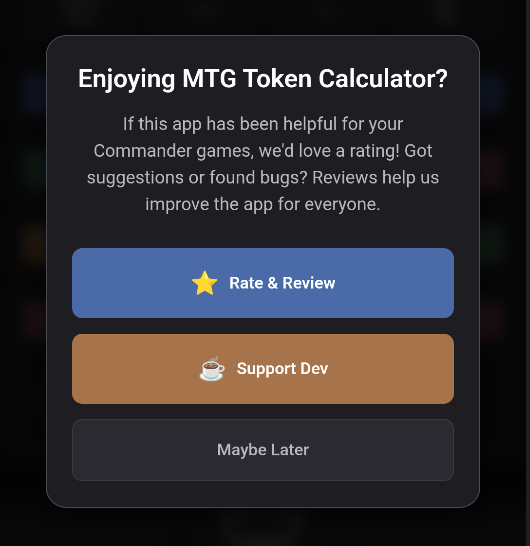 Enjoying MTG Token Calculator?
If this app has been helpful for your
Commander games, we'd love a rating! Got
suggestions or found bugs? Reviews help us
improve the app for everyone.
⭐ Rate & Review
☕ Support Dev
Maybe Later